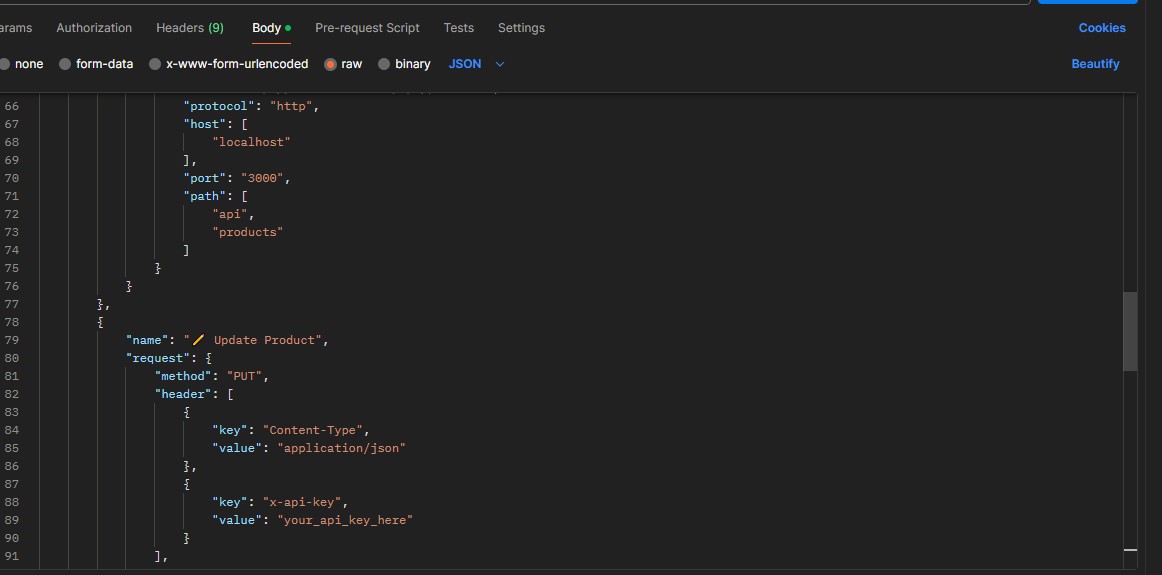 arams Authorization Headers (9) Body Pre-request Script Tests Settings Cookies
none form-data x-www-form-urlencoded raw binary JSON Beautify
66 "protocol": "http",
67 "host": [
68 "localhost"
69 ],
70 "port": "3000",
71 "path": [
72 "api",
73 "products"
74 ]
75 }
76 }
77 },
78 {
79 "name": "✏️ Update Product",
80 "request": {
81 "method": "PUT",
82 "header": [
83 {
84 "key": "Content-Type",
85 "value": "application/json"
86 },
87 {
88 "key": "x-api-key",
89 "value": "your_api_key_here"
90 }
91 ],